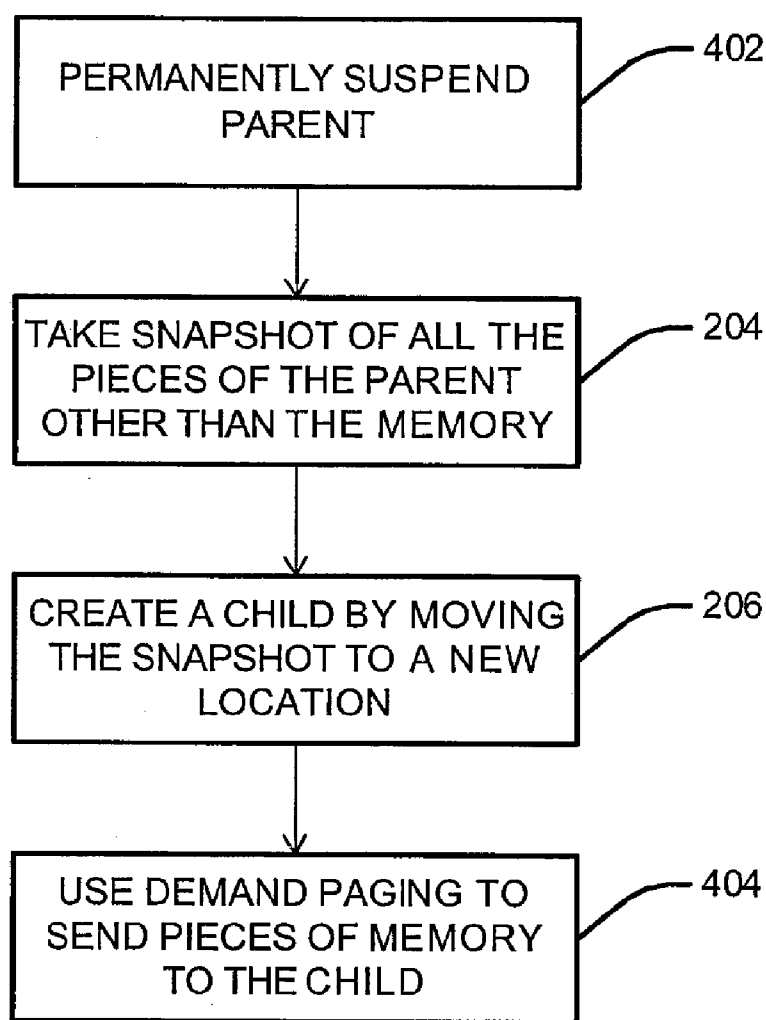 PERMANENTLY SUSPEND
PARENT
402
TAKE SNAPSHOT OF ALL THE
PIECES OF THE PARENT
OTHER THAN THE MEMORY
204
CREATE A CHILD BY MOVING
THE SNAPSHOT TO A NEW
LOCATION
206
USE DEMAND PAGING TO
SEND PIECES OF MEMORY
TO THE CHILD
404